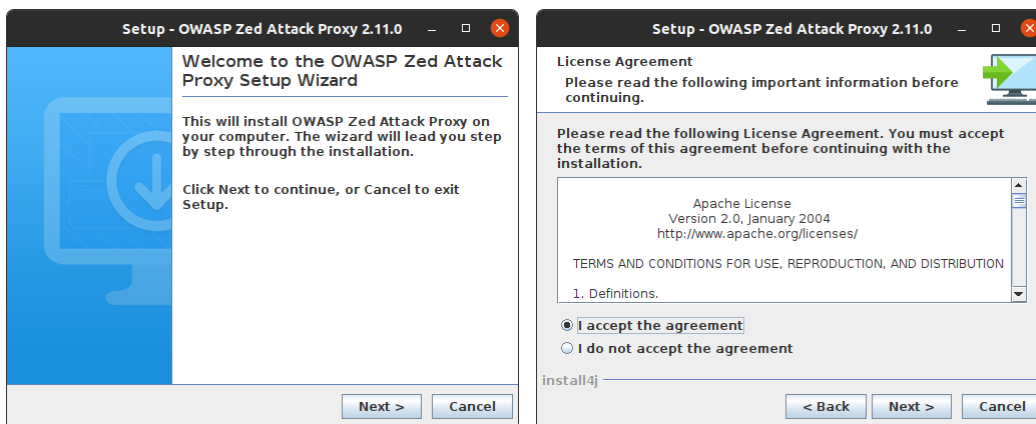 Setup - OWASP Zed Attack Proxy 2.11.0
Welcome to the OWASP Zed Attack
Proxy Setup Wizard
This will install OWASP Zed Attack Proxy on
your computer. The wizard will lead you step
by step through the installation.
Click Next to continue, or Cancel to exit
Setup.
Next >
Cancel
Setup - OWASP Zed Attack Proxy 2.11.0
License Agreement
Please read the following important information before
continuing.
Please read the following License Agreement. You must accept
the terms of this agreement before continuing with the
installation.
Apache License
Version 2.0, January 2004
http://www.apache.org/licenses/
TERMS AND CONDITIONS FOR USE, REPRODUCTION, AND DISTRIBUTION
1. Definitions.
I accept the agreement
I do not accept the agreement
install4j
< Back
Next >
Cancel